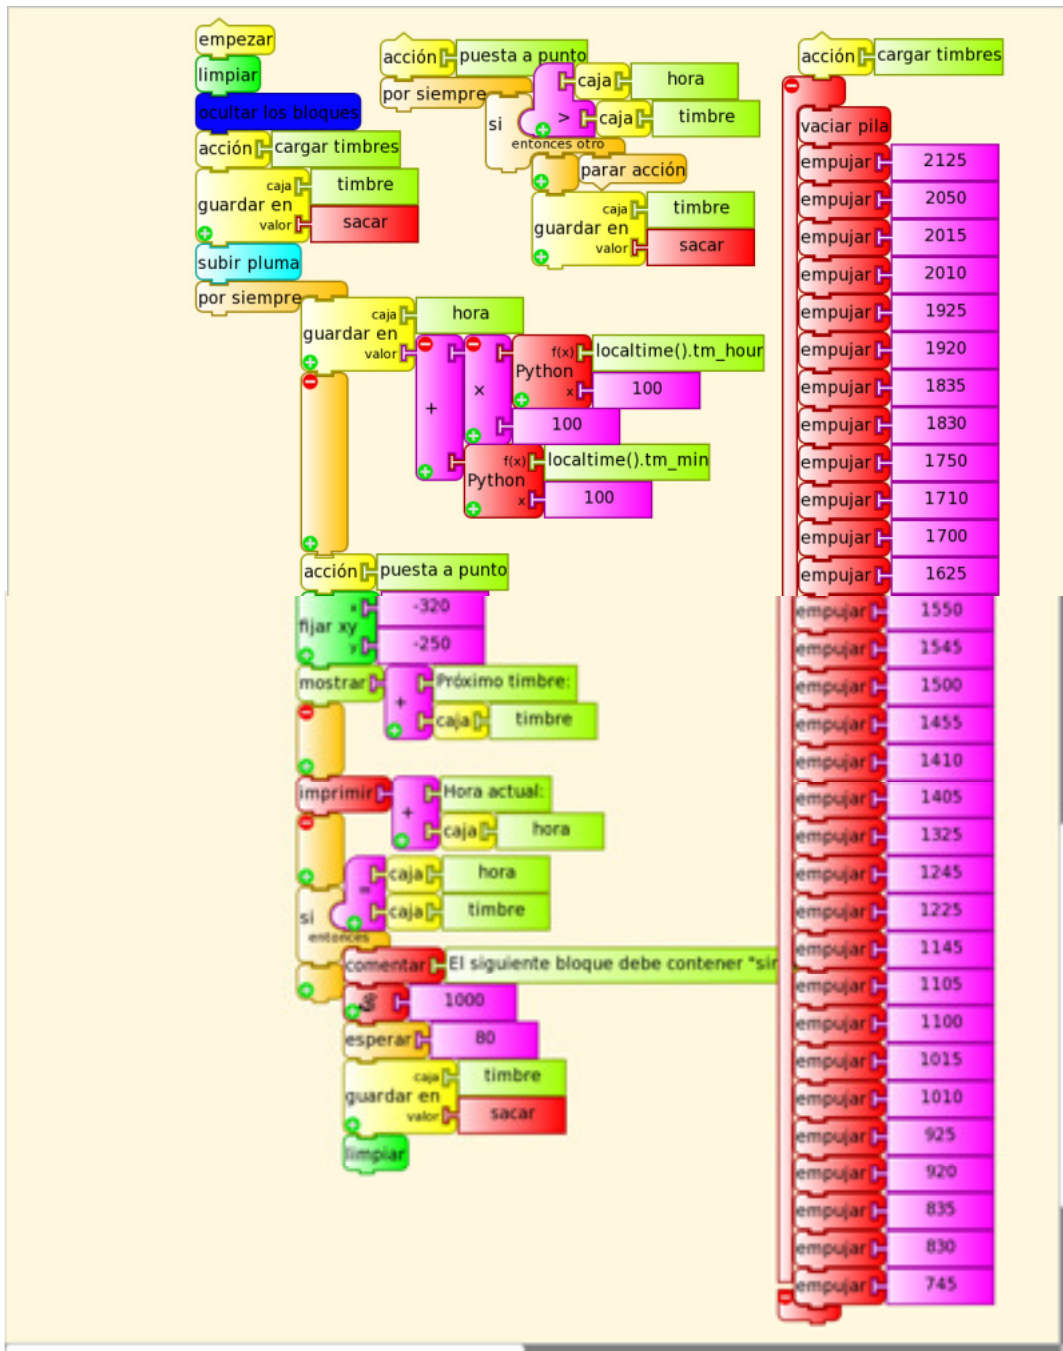 empezar
limpiar
ocultar los bloques
acción cargar timbres
caja timbre
guardar en
valor sacar
subir pluma
por siempre
caja hora
guardar en
valor
+
×
f(x) localtime().tm_hour
Python
x 100
100
f(x) localtime().tm_min
Python
x 100
acción puesta a punto
x -320
fijar xy
y -250
mostrar + Próximo timbre:
caja timbre
imprimir + Hora actual:
caja hora
si = caja hora
caja timbre
entonces
comentar El siguiente bloque debe contener "sir
1000
esperar 80
caja timbre
guardar en
valor sacar
limpiar
acción puesta a punto
por siempre
si > caja hora
caja timbre
entonces otro
parar acción
caja timbre
guardar en
valor sacar
acción cargar timbres
vaciar pila
empujar 2125
empujar 2050
empujar 2015
empujar 2010
empujar 1925
empujar 1920
empujar 1835
empujar 1830
empujar 1750
empujar 1710
empujar 1700
empujar 1625
empujar 1550
empujar 1545
empujar 1500
empujar 1455
empujar 1410
empujar 1405
empujar 1325
empujar 1245
empujar 1225
empujar 1145
empujar 1105
empujar 1100
empujar 1015
empujar 1010
empujar 925
empujar 920
empujar 835
empujar 830
empujar 745